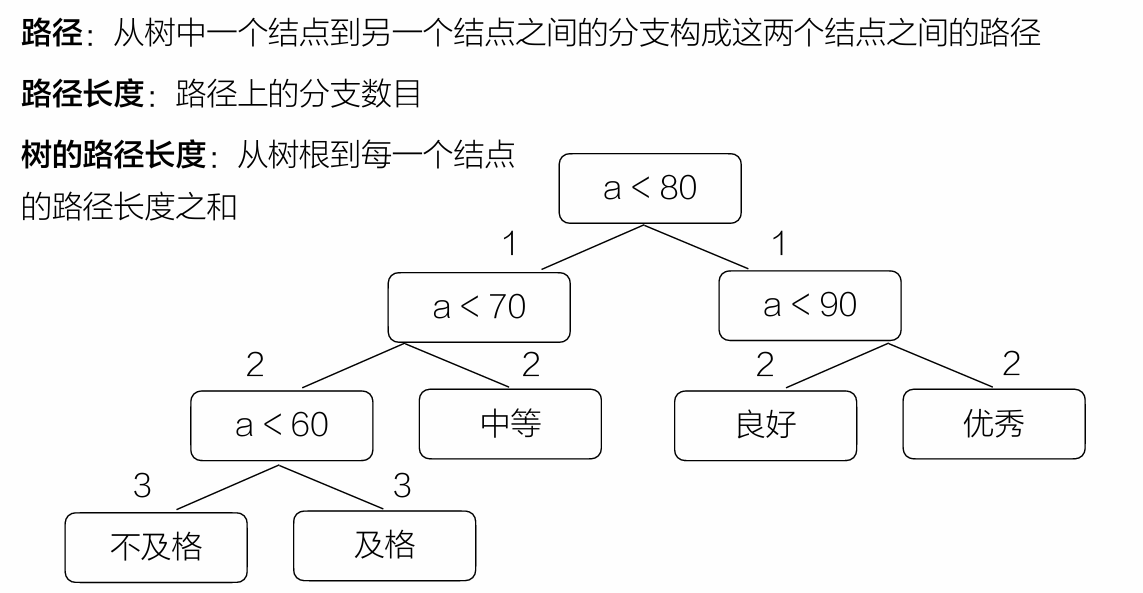 路径：从树中一个结点到另一个结点之间的分支构成这两个结点之间的路径
路径长度：路径上的分支数目
树的路径长度：从树根到每一个结点
的路径长度之和
a < 80
1
1
a < 70
a < 90
2
2
2
2
a < 60
中等
良好
优秀
3
3
不及格
及格